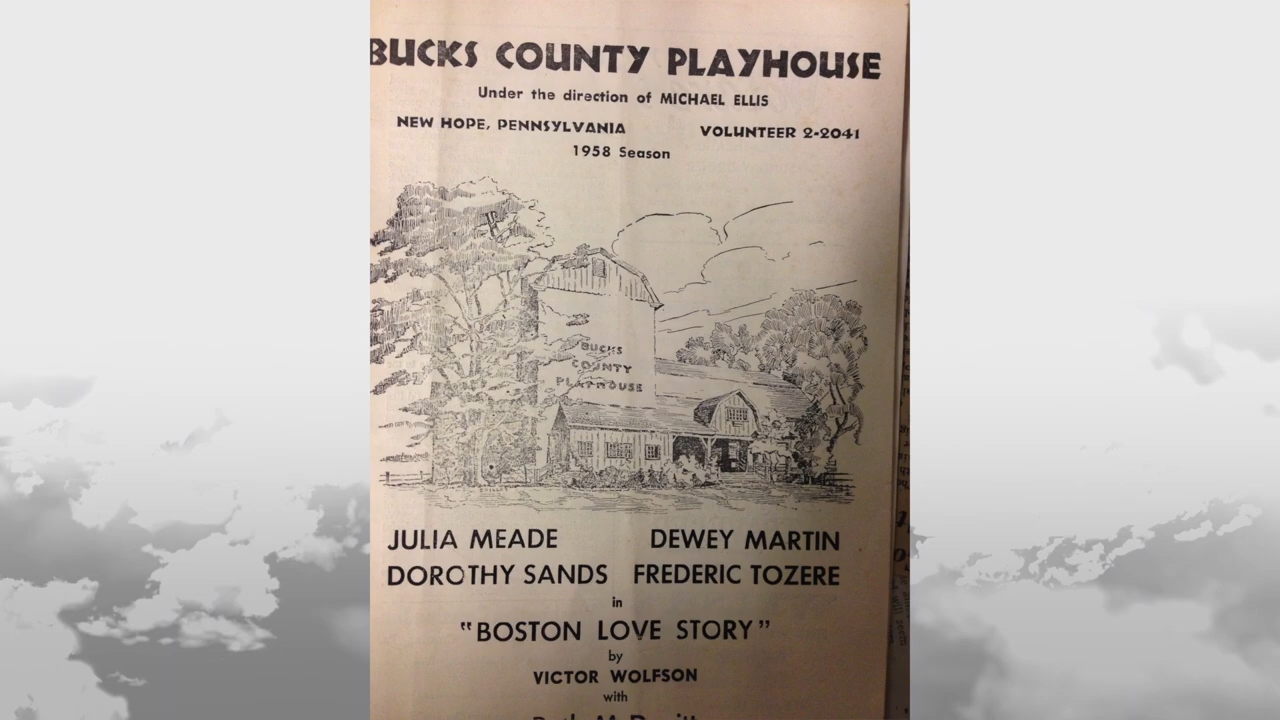 BUCKS COUNTY PLAYHOUSE
Under the direction of MICHAEL ELLIS
NEW HOPE, PENNSYLVANIA VOLUNTEER 2-2041
1958 Season
BUCKS
COUNTY
PLAYHOUSE
JULIA MEADE DEWEY MARTIN
DOROTHY SANDS FREDERIC TOZERE
in
"BOSTON LOVE STORY"
by
VICTOR WOLFSON
with